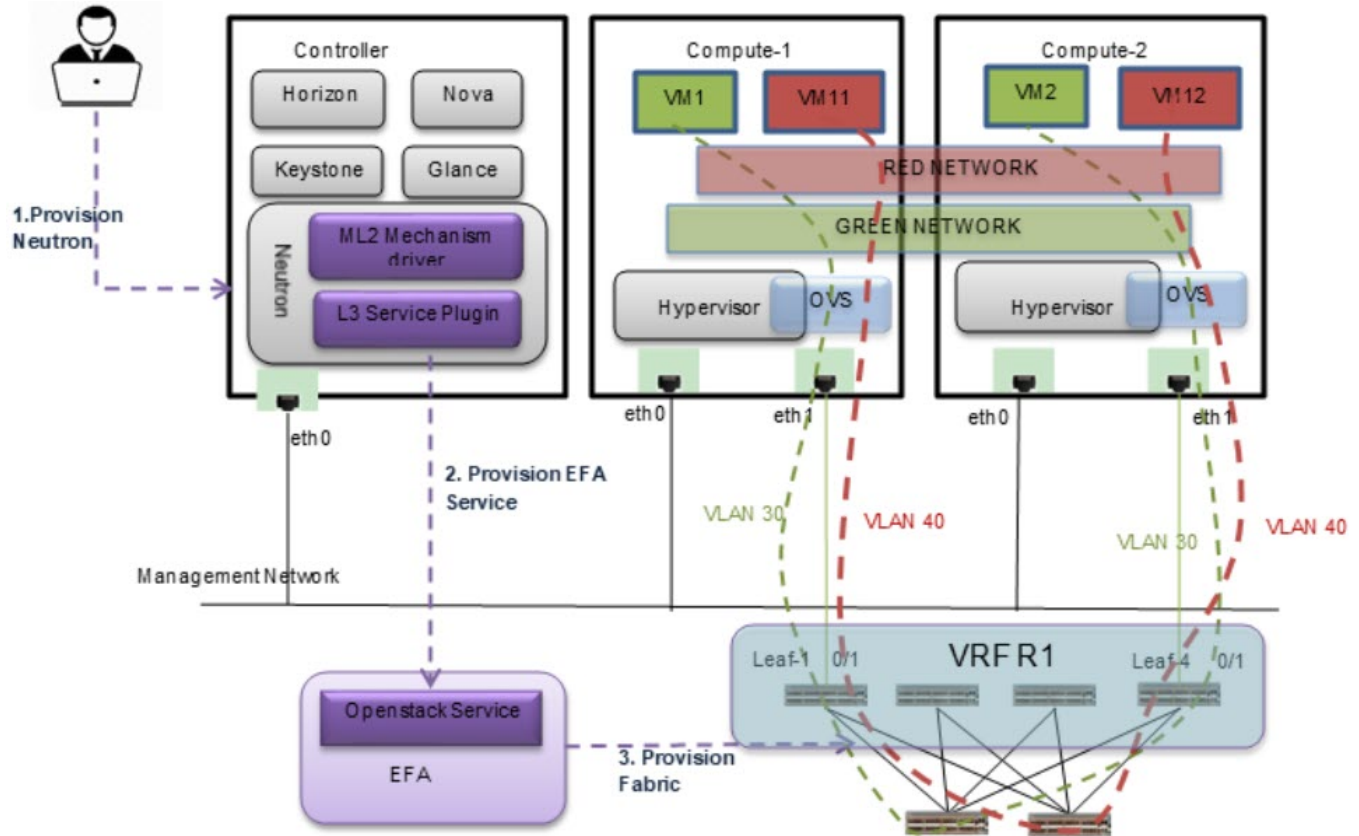 Controller
Horizon
Nova
Keystone
Glance
Neutron
ML2 Mechanism
driver
L3 Service Plugin
eth0
1.Provision
Neutron
Compute-1
VM1
VM11
Compute-2
VM2
VM12
RED NETWORK
GREEN NETWORK
Hypervisor
OVS
Hypervisor
OVS
eth0
eth1
eth0
eth1
2. Provision EFA
Service
VLAN 30
VLAN 40
VLAN 30
VLAN 40
Management Network
Leaf-1 0/1
VRF R1
Leaf-4 0/1
Openstack Service
EFA
3. Provision
Fabric